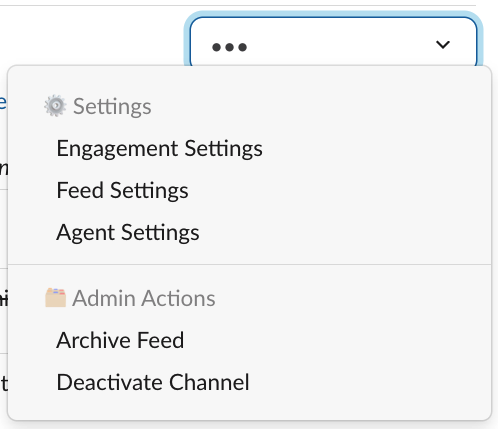 •••
Settings
Engagement Settings
Feed Settings
Agent Settings
Admin Actions
Archive Feed
Deactivate Channel